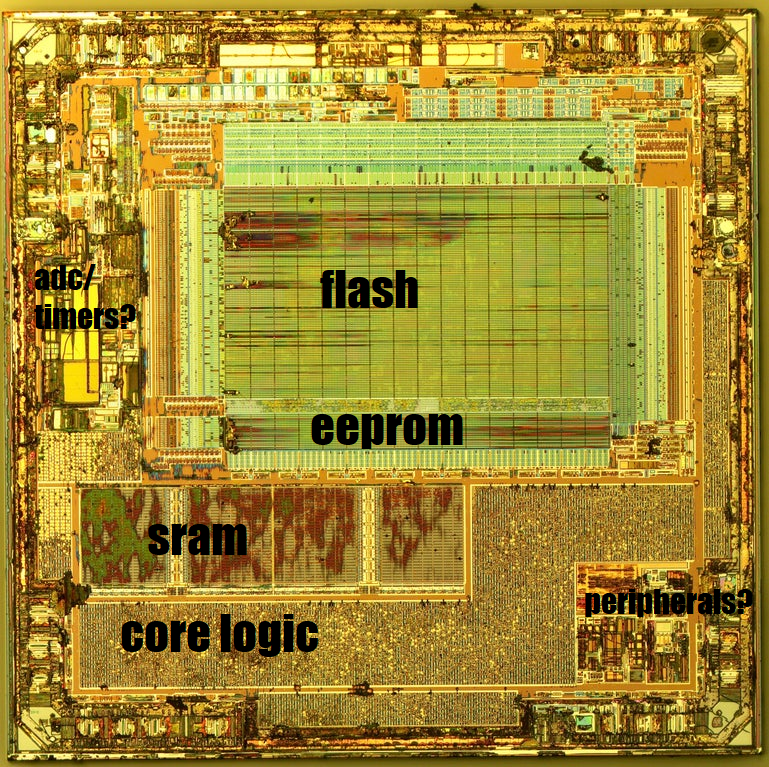 flash
adc/
timers?
eeprom
sram
peripherals?
core logic